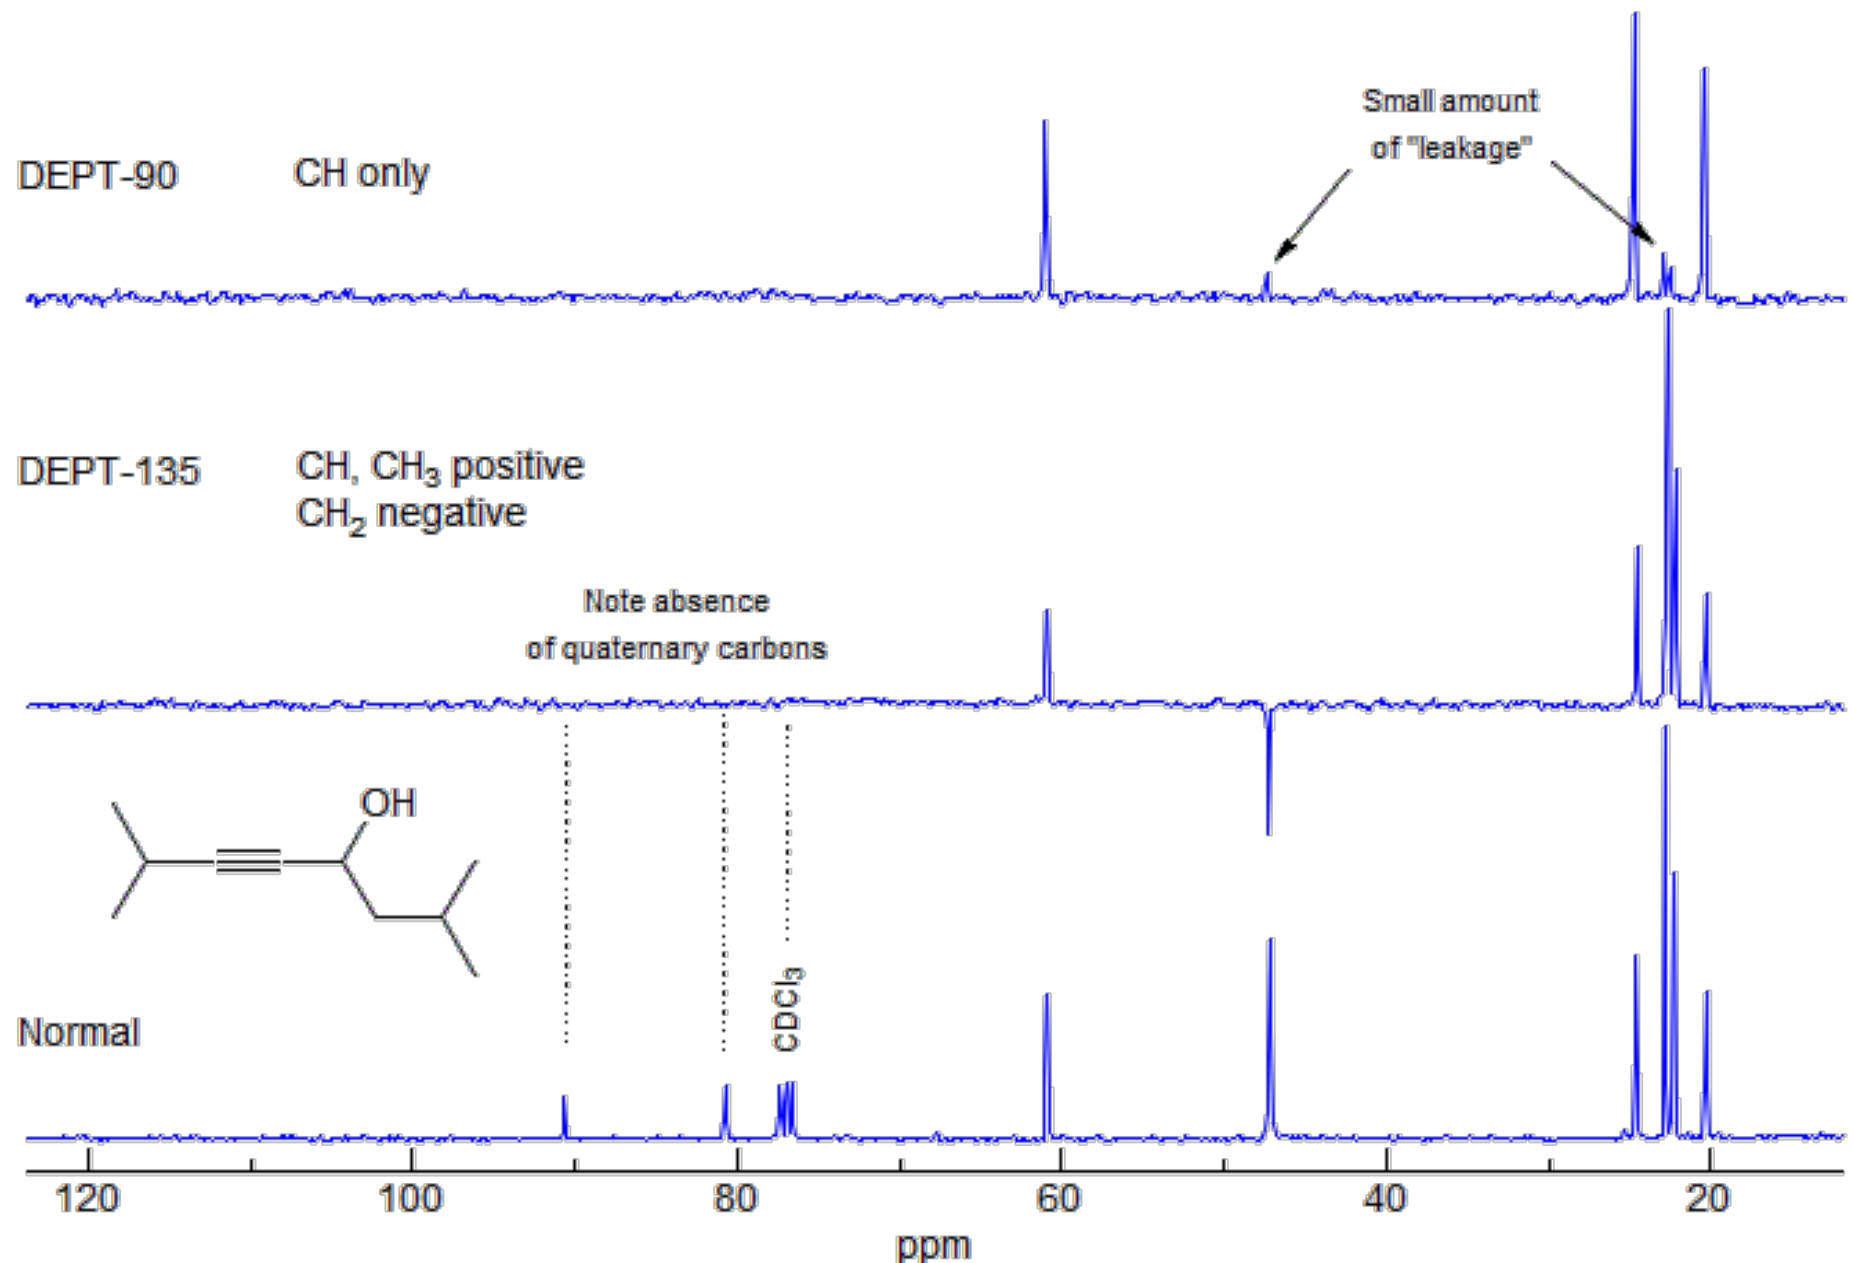 Small amount
of "leakage"
DEPT-90 CH only
DEPT-135 CH, CH₃ positive
CH₂ negative
Note absence
of quaternary carbons
OH
CDCl₃
Normal
120 100 80 60 40 20
ppm